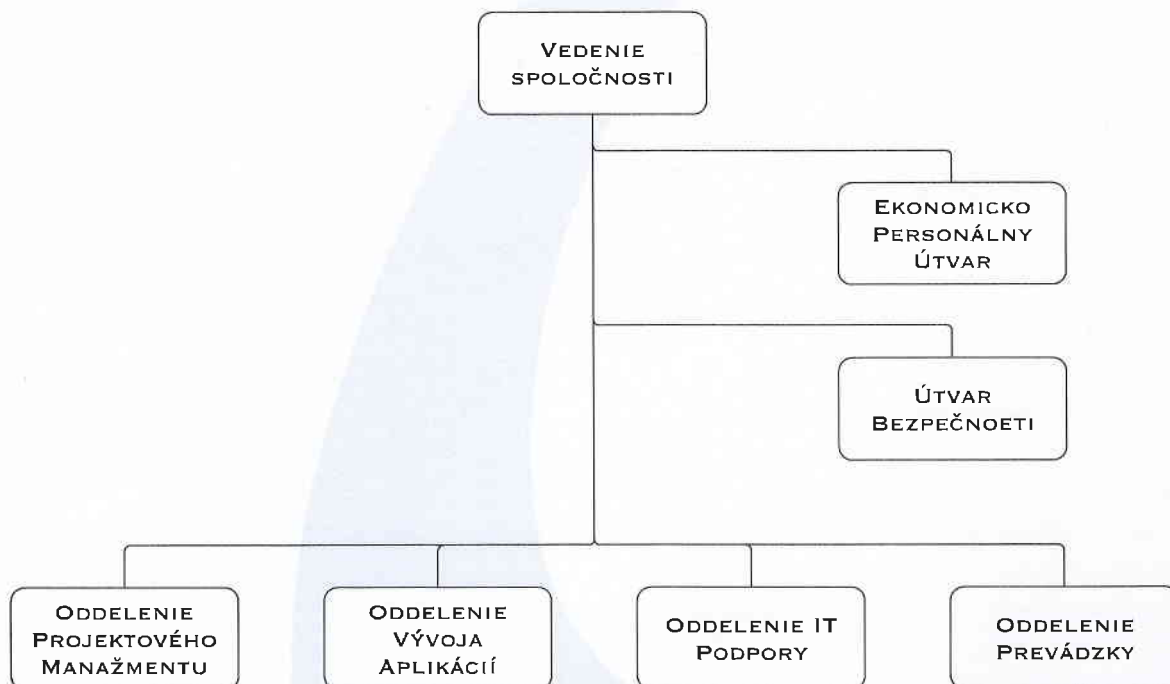 VEDENIE
SPOLOČNOSTI
EKONOMICKO
PERSONÁLNY
ÚTVAR
ÚTVAR
BEZPEČNOETI
ODDELENIE
PROJEKTOVÉHO
MANAŽMENTU
ODDELENIE
VÝVOJA
APLIKÁCIÍ
ODDELENIE IT
PODPORY
ODDELENIE
PREVÁDZKY